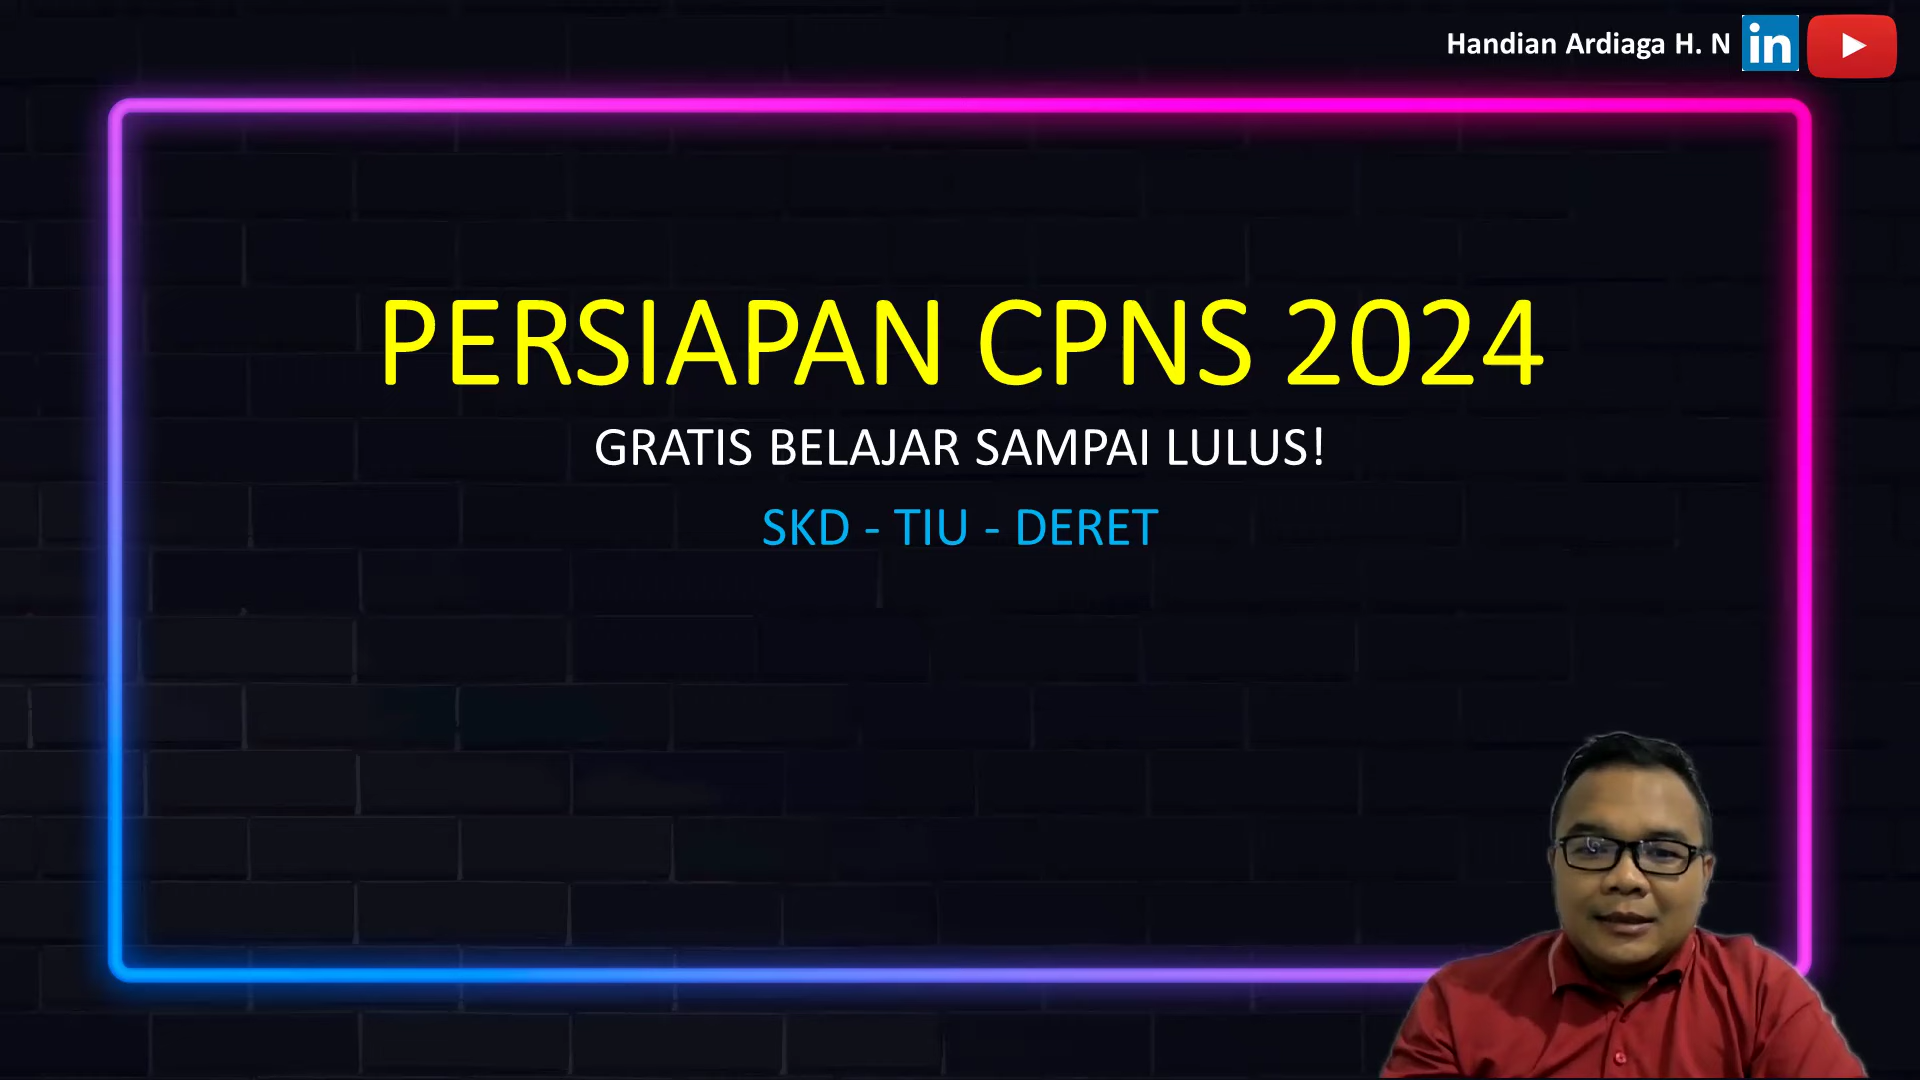 Handian Ardiaga H. N in
PERSIAPAN CPNS 2024
GRATIS BELAJAR SAMPAI LULUS!
SKD - TIU - DERET